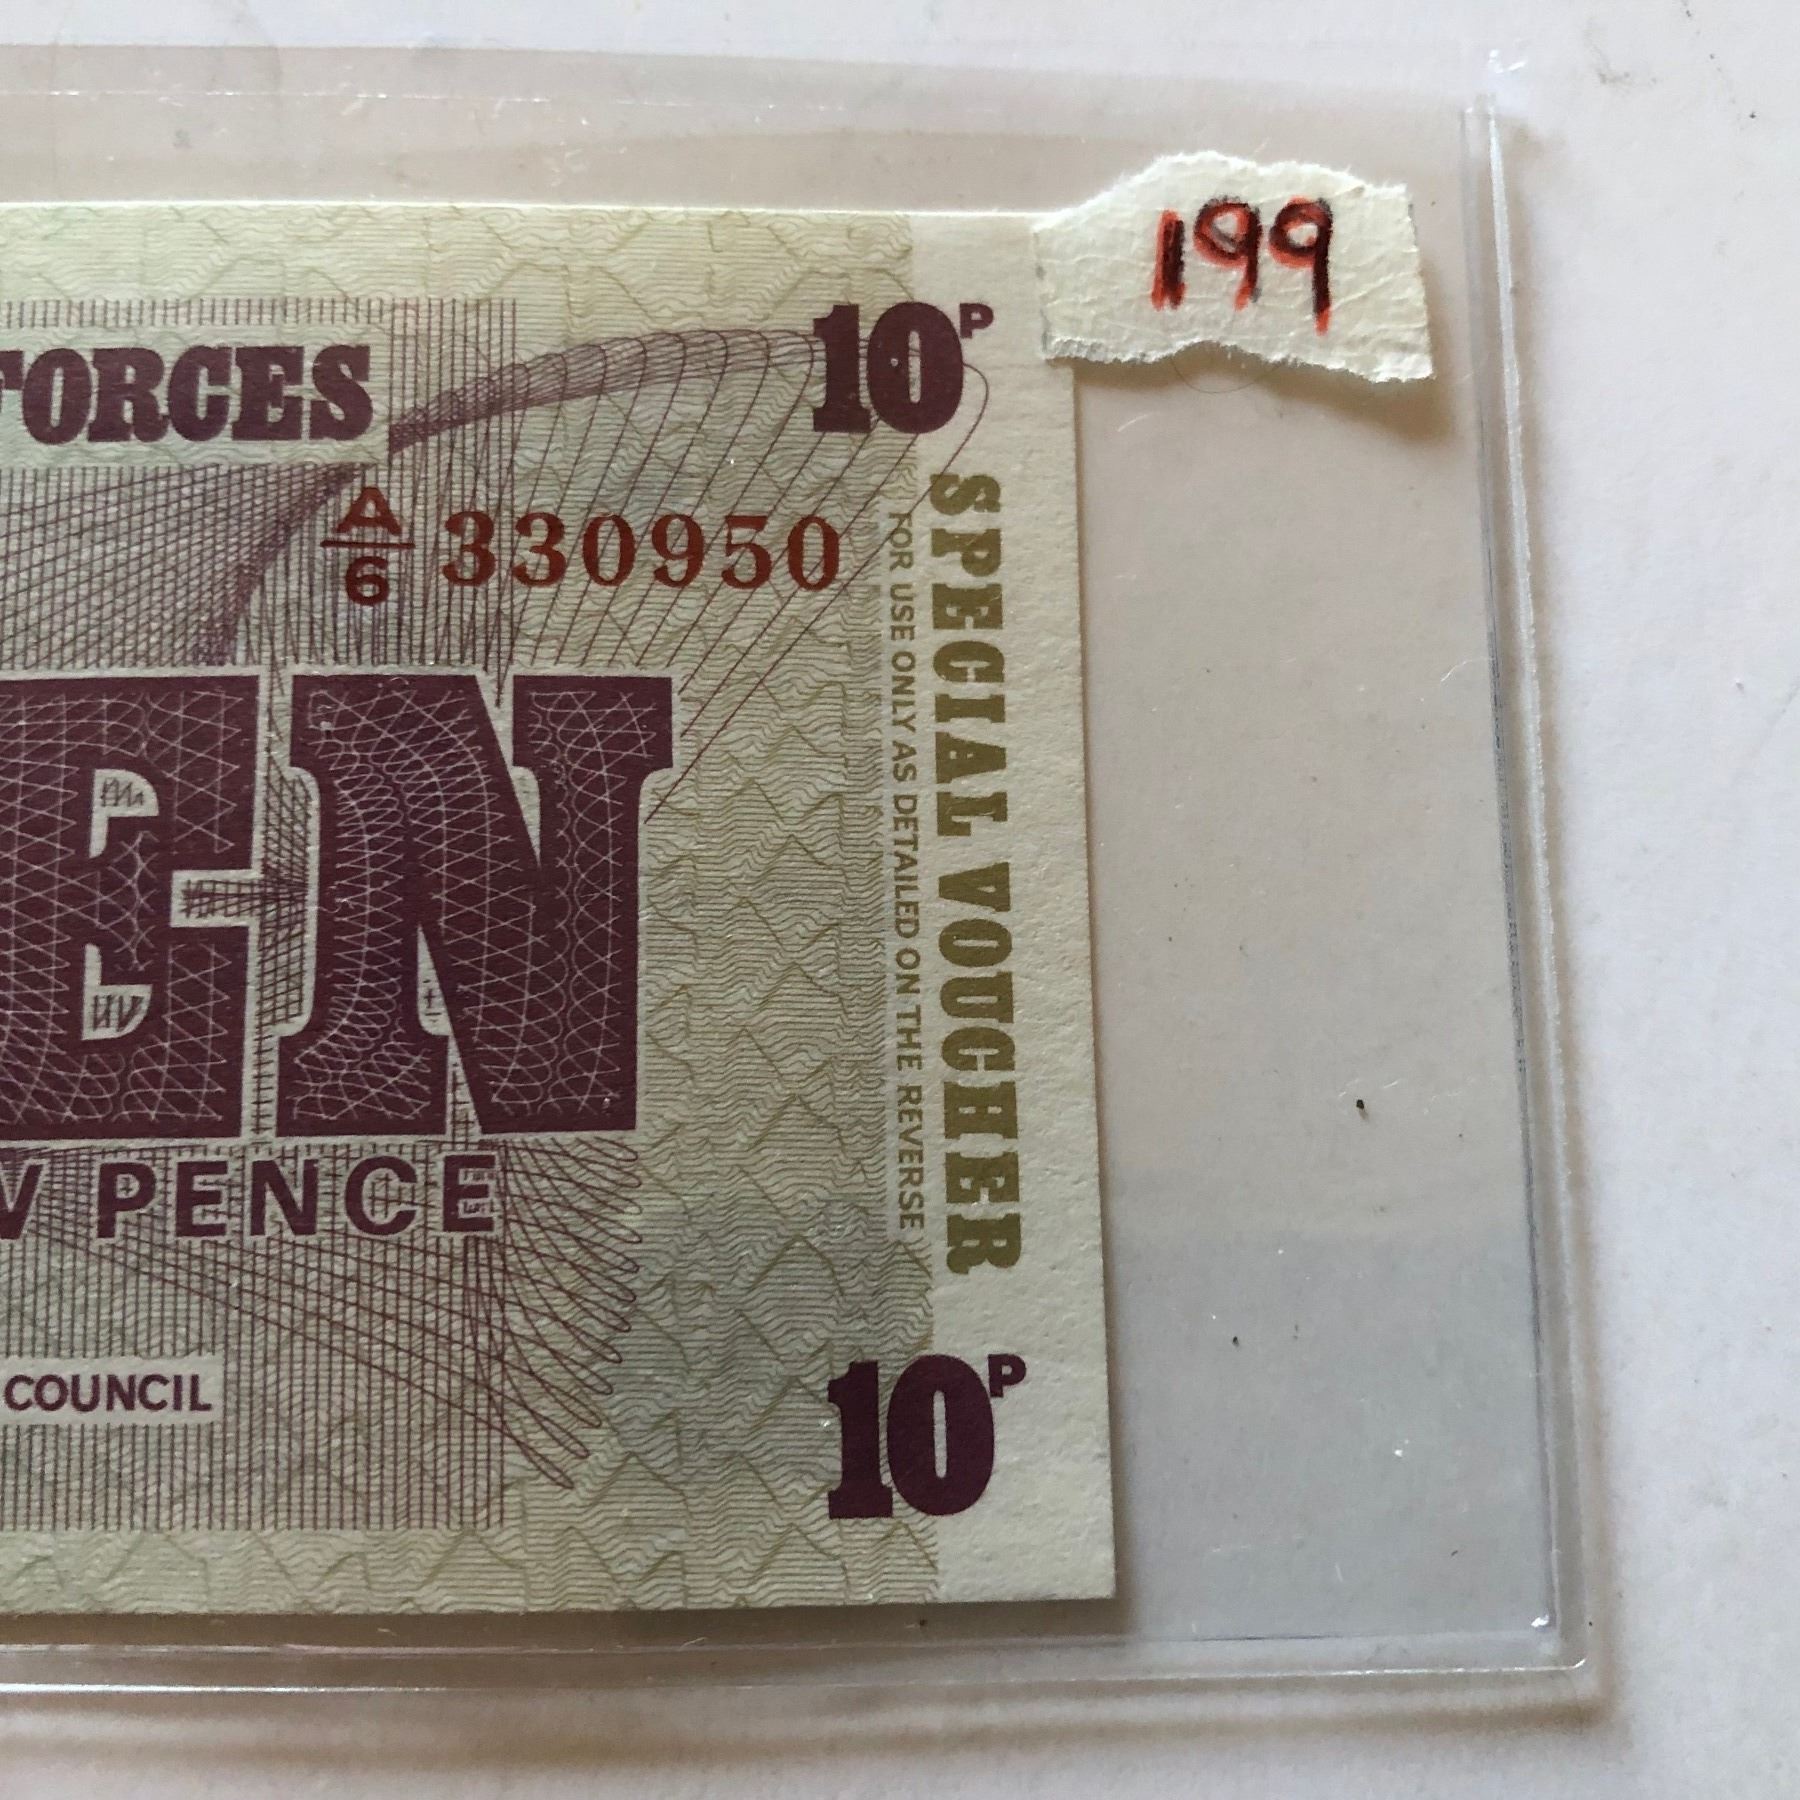 199
10P
FORCES
A/6 330950
SPECIAL VOUCHER
FOR USE ONLY AS DETAILED ON THE REVERSE
EN
W PENCE
COUNCIL
10P